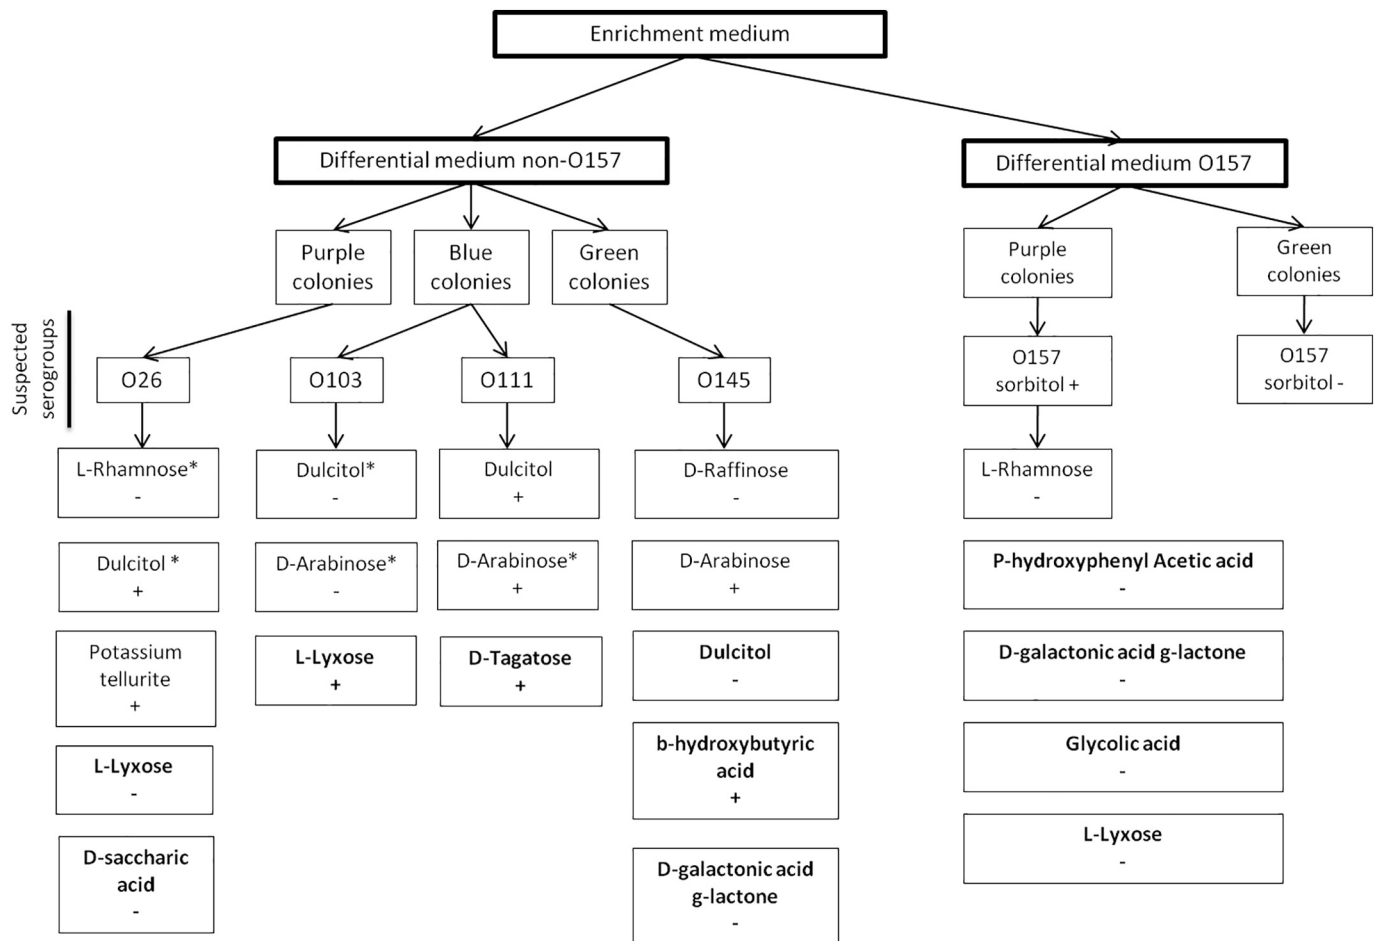 Enrichment medium
Differential medium non-O157
Differential medium O157
Purple
colonies
Blue
colonies
Green
colonies
Purple
colonies
Green
colonies
Suspected
serogroups
O26
O103
O111
O145
O157
sorbitol +
O157
sorbitol -
L-Rhamnose*
-
Dulcitol *
+
Potassium
tellurite
+
L-Lyxose
-
D-saccharic
acid
-
Dulcitol*
-
D-Arabinose*
-
L-Lyxose
+
Dulcitol
+
D-Arabinose*
+
D-Tagatose
+
D-Raffinose
-
D-Arabinose
+
Dulcitol
-
b-hydroxybutyric
acid
+
D-galactonic acid
g-lactone
-
L-Rhamnose
-
P-hydroxyphenyl Acetic acid
-
D-galactonic acid g-lactone
-
Glycolic acid
-
L-Lyxose
-